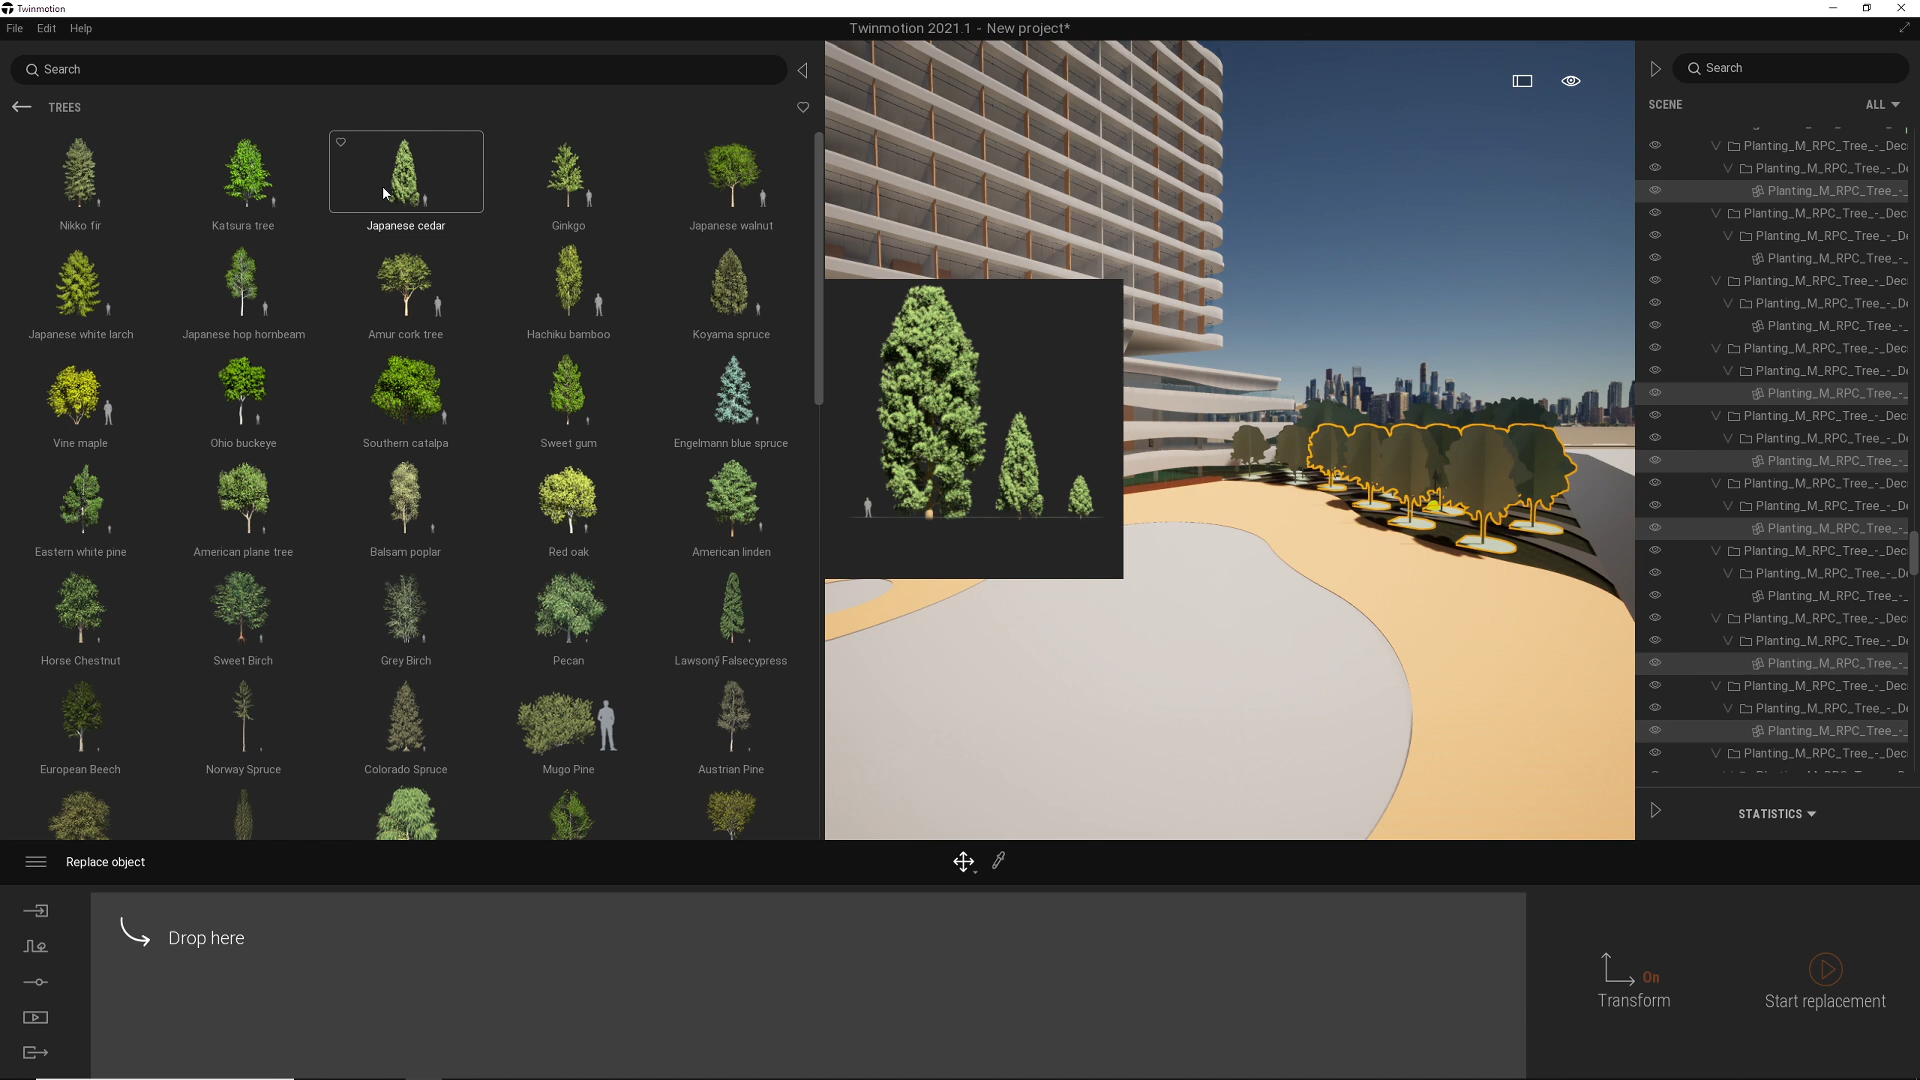 Twinmotion
File Edit Help
Twinmotion 2021.1 - New project*
Search
TREES
Nikko fir
Katsura tree
Japanese cedar
Ginkgo
Japanese walnut
Japanese white larch
Japanese hop hornbeam
Amur cork tree
Hachiku bamboo
Koyama spruce
Vine maple
Ohio buckeye
Southern catalpa
Sweet gum
Engelmann blue spruce
Eastern white pine
American plane tree
Balsam poplar
Red oak
American linden
Horse Chestnut
Sweet Birch
Grey Birch
Pecan
Lawsonÿ Falsecypress
European Beech
Norway Spruce
Colorado Spruce
Mugo Pine
Austrian Pine
Search
SCENE
ALL
Planting_M_RPC_Tree_-_Dec
Planting_M_RPC_Tree_-_D
Planting_M_RPC_Tree_-_
Planting_M_RPC_Tree_-_Dec
Planting_M_RPC_Tree_-_D
Planting_M_RPC_Tree_-_
Planting_M_RPC_Tree_-_Dec
Planting_M_RPC_Tree_-_D
Planting_M_RPC_Tree_-_
Planting_M_RPC_Tree_-_Dec
Planting_M_RPC_Tree_-_D
Planting_M_RPC_Tree_-_
Planting_M_RPC_Tree_-_Dec
Planting_M_RPC_Tree_-_D
Planting_M_RPC_Tree_-_
Planting_M_RPC_Tree_-_Dec
Planting_M_RPC_Tree_-_D
Planting_M_RPC_Tree_-_
Planting_M_RPC_Tree_-_Dec
Planting_M_RPC_Tree_-_D
Planting_M_RPC_Tree_-_
Planting_M_RPC_Tree_-_Dec
Planting_M_RPC_Tree_-_D
Planting_M_RPC_Tree_-_
Planting_M_RPC_Tree_-_Dec
Planting_M_RPC_Tree_-_D
Planting_M_RPC_Tree_-_
Planting_M_RPC_Tree_-_Dec
STATISTICS
Replace object
Drop here
On
Transform
Start replacement